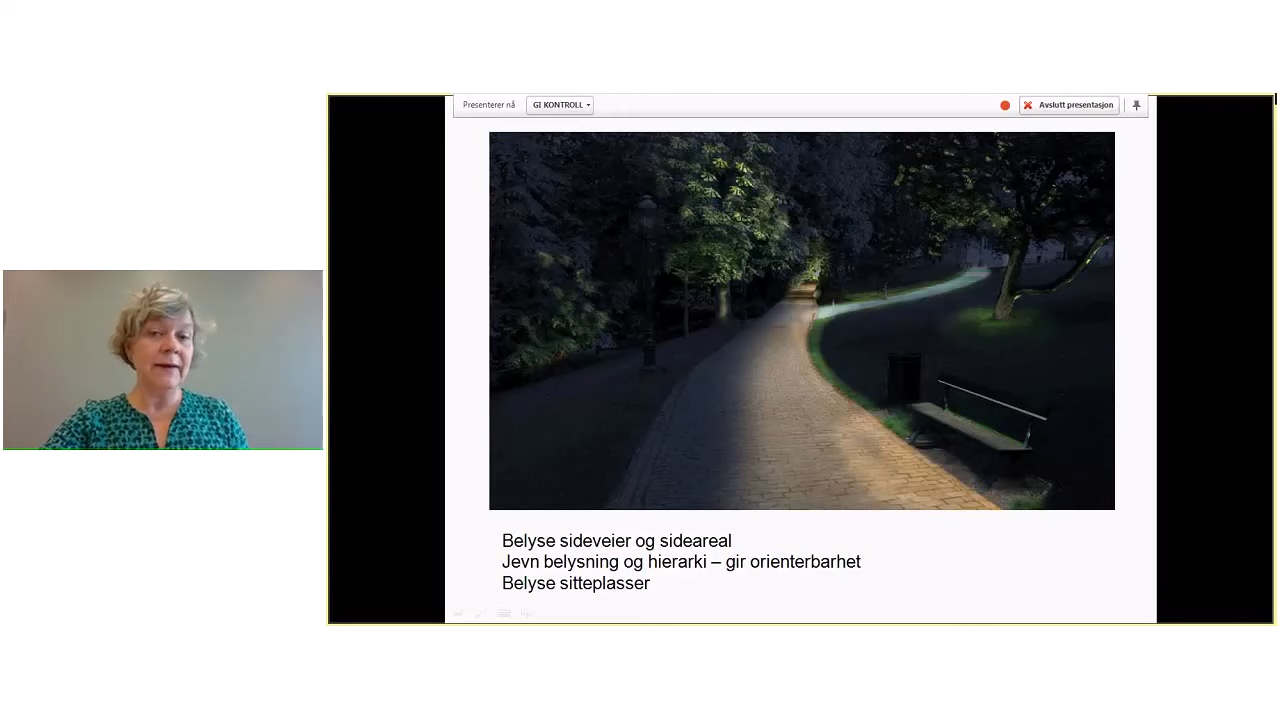 Presenterer nå
GI KONTROLL
Avslutt presentasjon
Belyse sideveier og sideareal
Jevn belysning og hierarki – gir orienterbarhet
Belyse sitteplasser